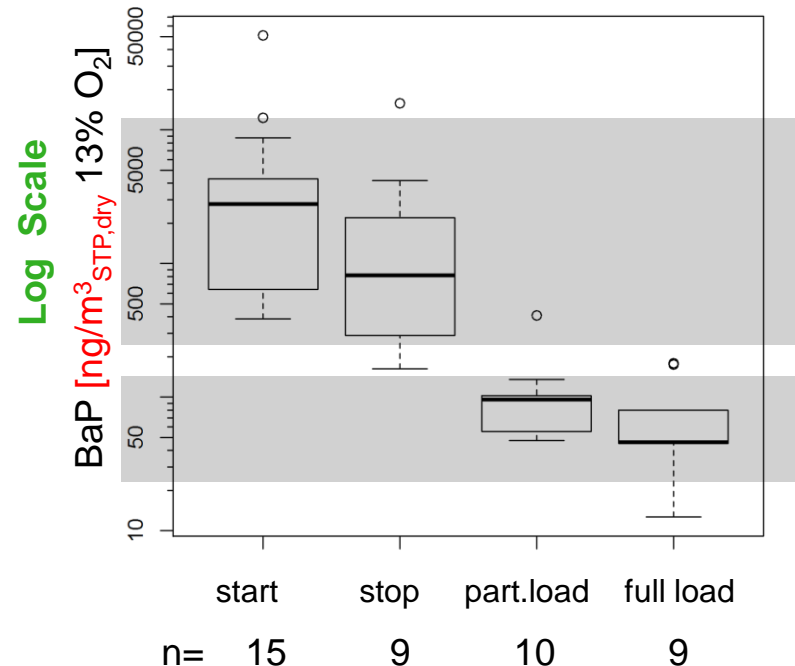 Log Scale
BaP [ng/m³STP,dry 13% O₂]
50000
5000
500
50
10
start stop part.load full load
n= 15 9 10 9